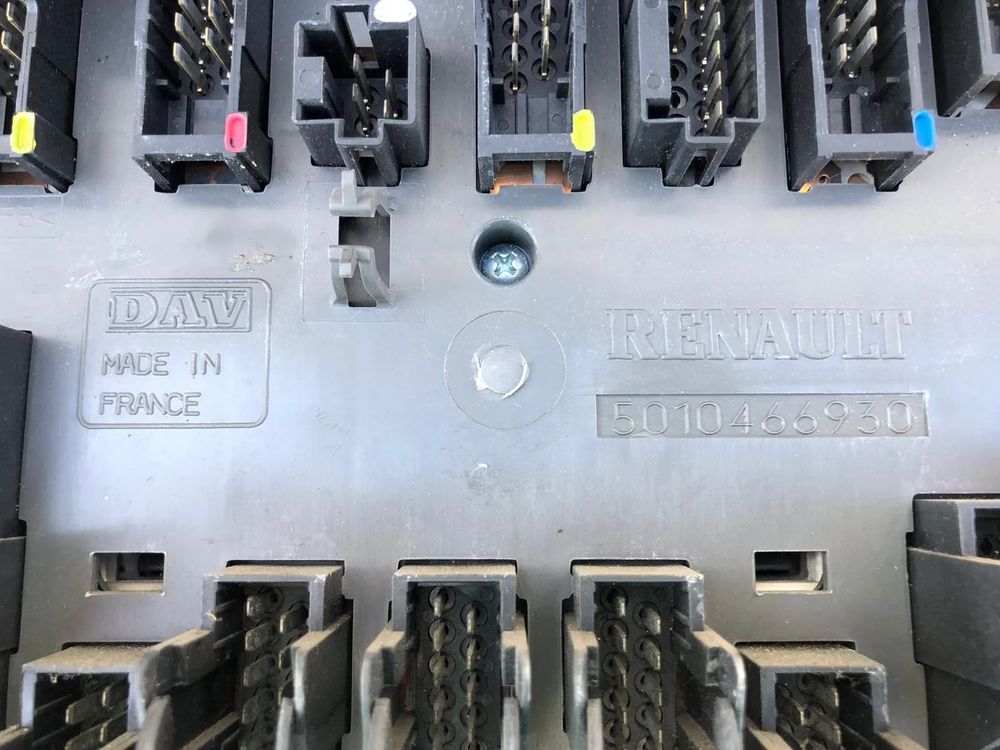 DAV
MADE IN
FRANCE
RENAULT
5010466930